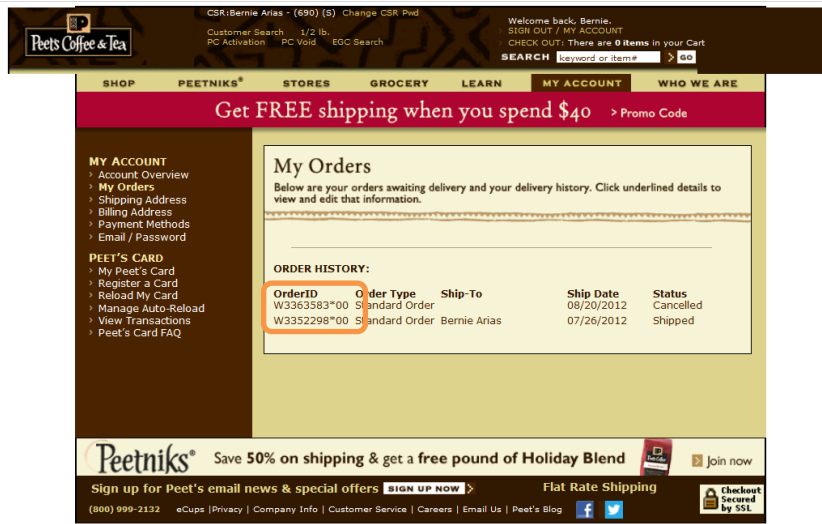 CSR:Bernie Arias - (690) (S) Change CSR Pwd
Customer Search 1/2 lb.
PC Activation PC Void EGC Search
Peets Coffee & Tea
Welcome back, Bernie.
SIGN OUT / MY ACCOUNT
CHECK OUT: There are 0 items in your Cart
SEARCH keyword or item# > GO
SHOP PEETNIKS® STORES GROCERY LEARN MY ACCOUNT WHO WE ARE
Get FREE shipping when you spend $40 > Promo Code
MY ACCOUNT
› Account Overview
› My Orders
› Shipping Address
› Billing Address
› Payment Methods
› Email / Password
PEET'S CARD
› My Peet's Card
› Register a Card
› Reload My Card
› Manage Auto-Reload
› View Transactions
› Peet's Card FAQ
My Orders
Below are your orders awaiting delivery and your delivery history. Click underlined details to
view and edit that information.
ORDER HISTORY:
OrderID Order Type Ship-To Ship Date Status
W3363583*00 Standard Order 08/20/2012 Cancelled
W3352298*00 Standard Order Bernie Arias 07/26/2012 Shipped
Peetniks® Save 50% on shipping & get a free pound of Holiday Blend > Join now
Sign up for Peet's email news & special offers SIGN UP NOW > Flat Rate Shipping
(800) 999-2132 eCups |Privacy | Company Info | Customer Service | Careers | Email Us | Peet's Blog
Checkout
Secured
by SSL